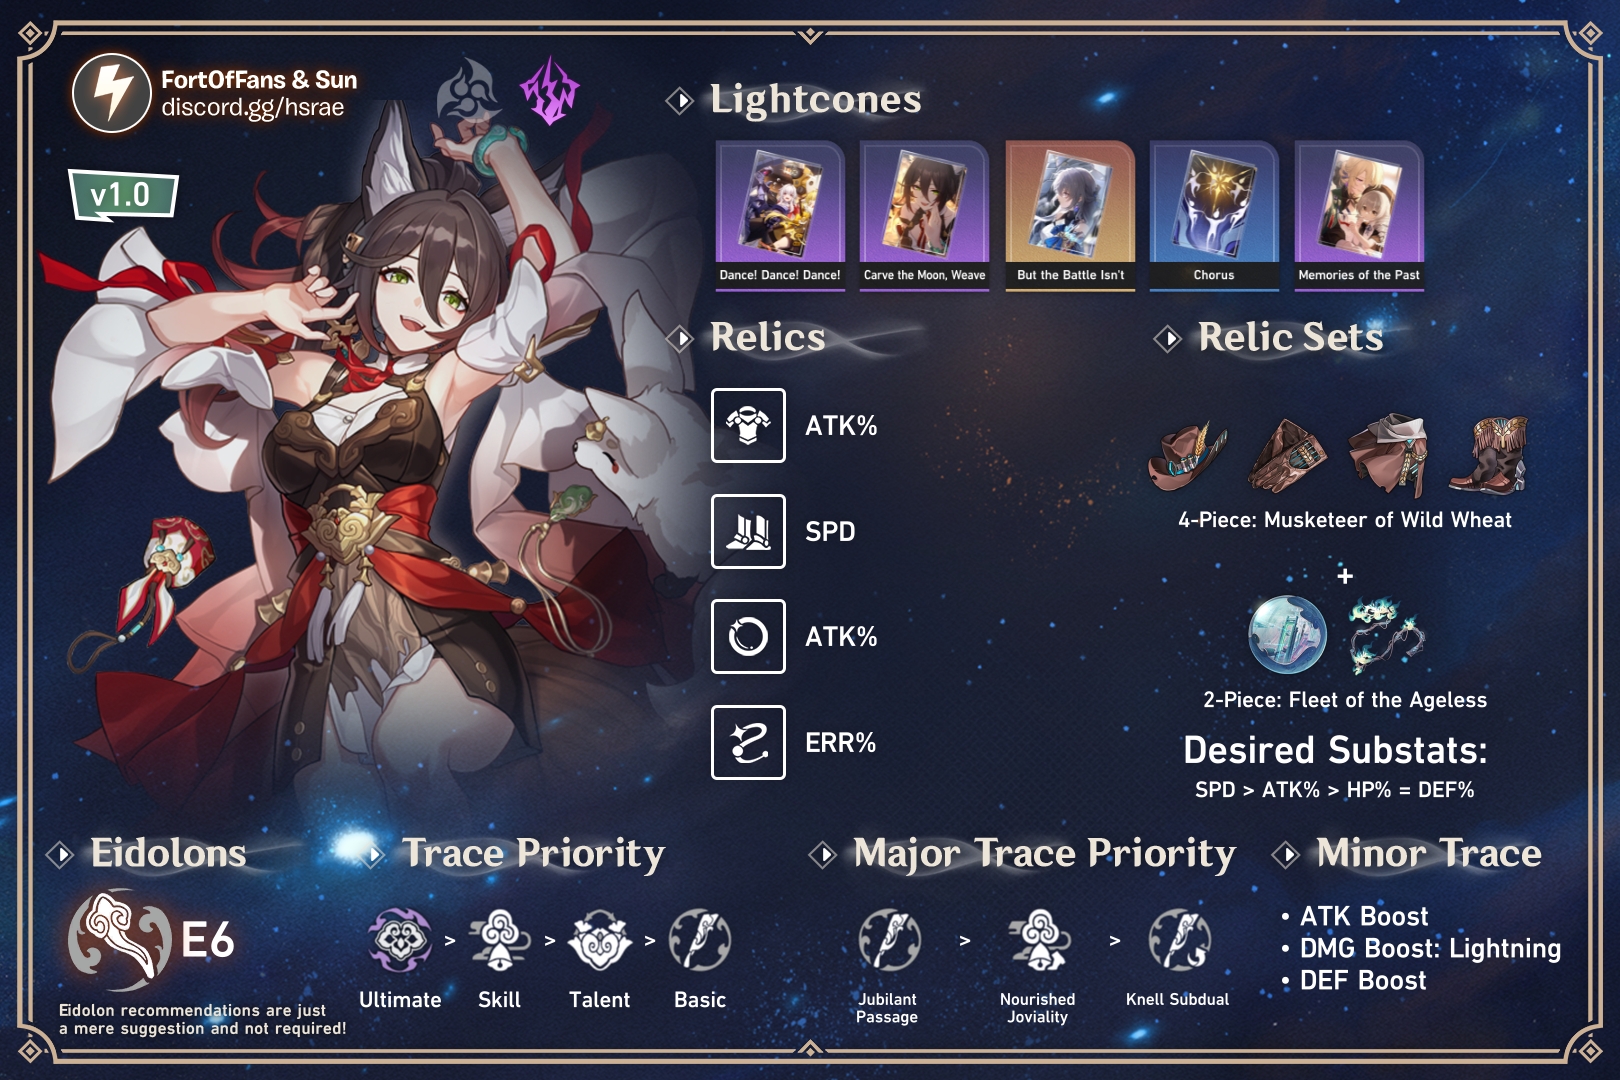 FortOfFans & Sun
discord.gg/hsrae
v1.0
Lightcones
Dance! Dance! Dance!
Carve the Moon, Weave
But the Battle Isn't
Chorus
Memories of the Past
Relics
ATK%
SPD
ATK%
ERR%
Relic Sets
4-Piece: Musketeer of Wild Wheat
+
2-Piece: Fleet of the Ageless
Desired Substats:
SPD > ATK% > HP% = DEF%
Eidolons
E6
Eidolon recommendations are just
a mere suggestion and not required!
Trace Priority
> > >
Ultimate Skill Talent Basic
Major Trace Priority
> >
Jubilant
Passage
Nourished
Joviality
Knell Subdual
Minor Trace
• ATK Boost
• DMG Boost: Lightning
• DEF Boost